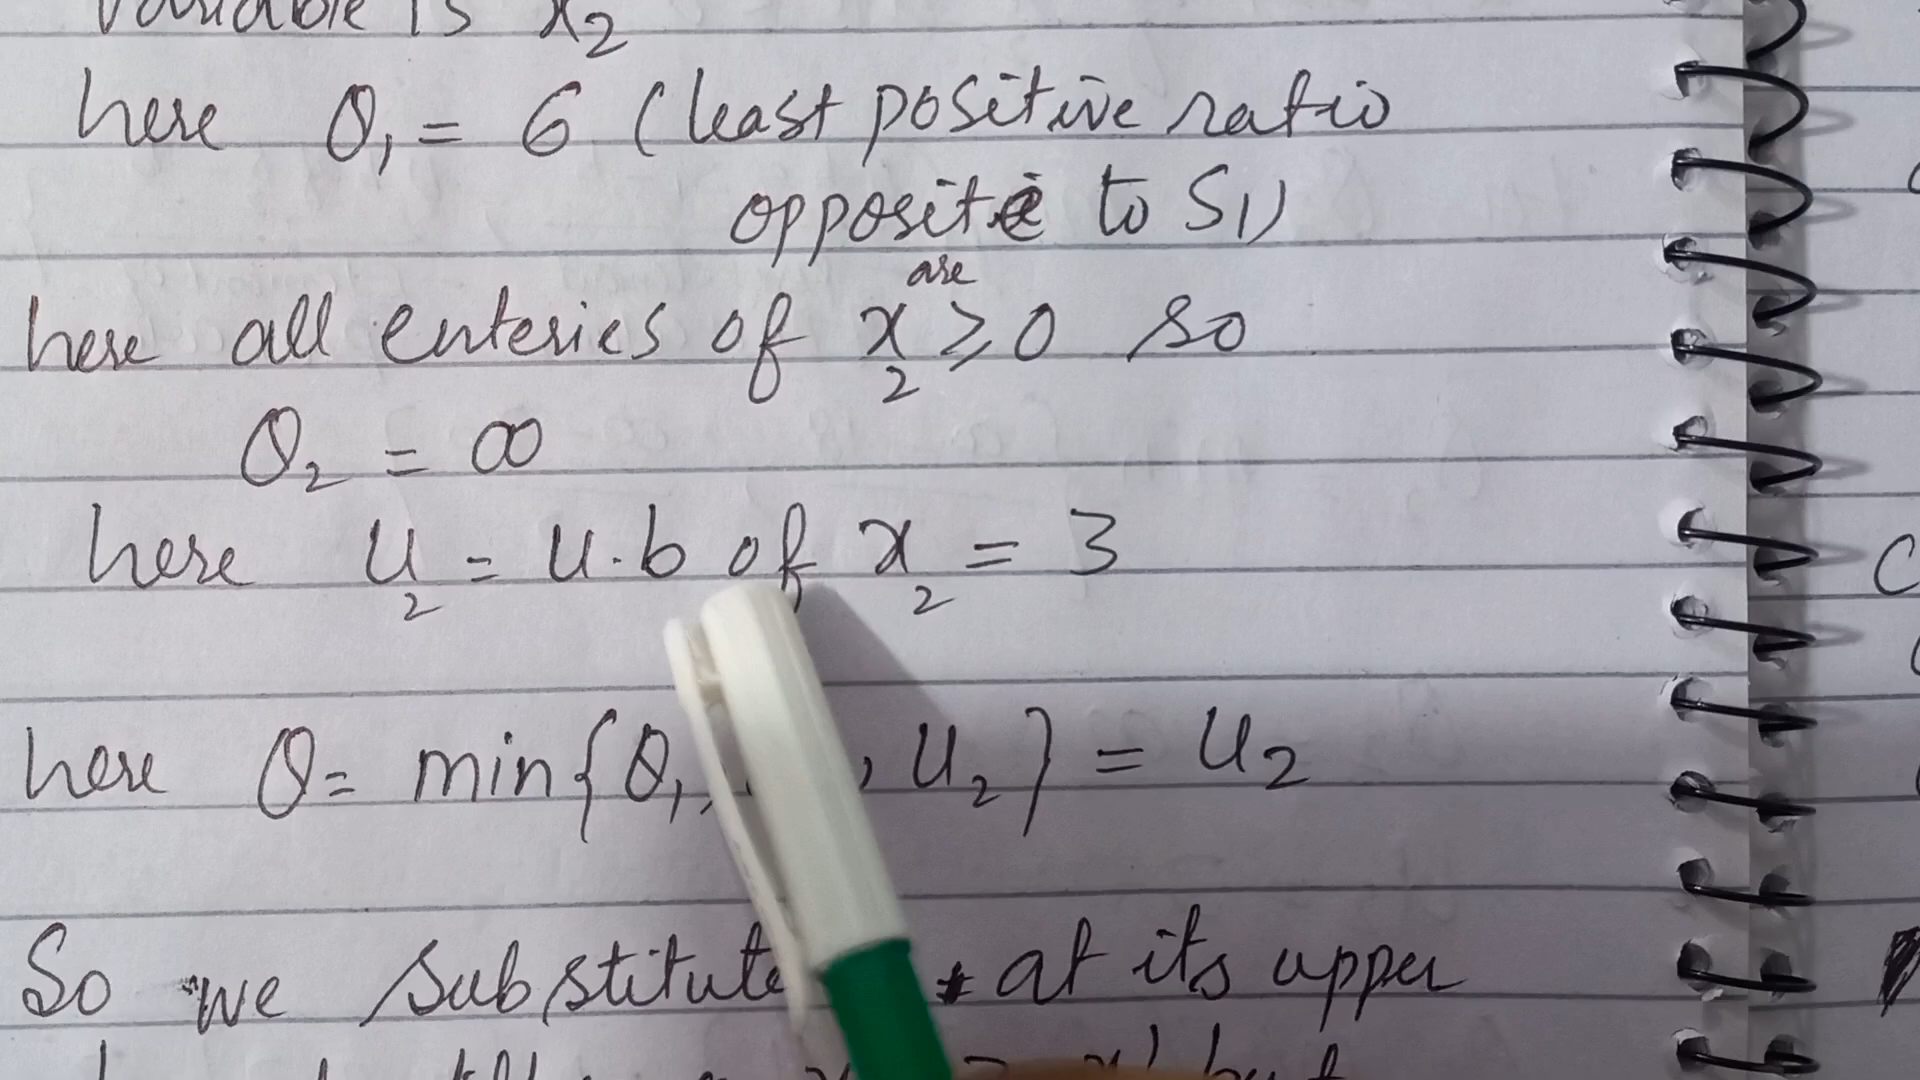 variable is x₂
here θ₁ = 6 (least positive ratio
opposite to S1)
here all enteries of x₂ are ≥ 0 so
θ₂ = ∞
here u₂ = u.b of x₂ = 3
here θ = min{θ₁, , u₂} = u₂
So we substitute at its upper
but